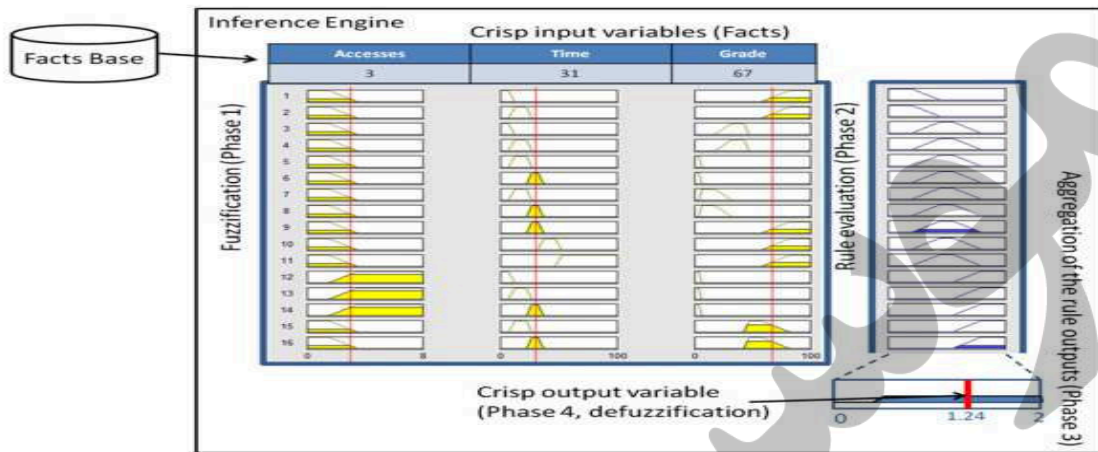 Inference Engine
Facts Base
Crisp input variables (Facts)
Accesses Time Grade
3 31 67
Fuzzification (Phase 1)
1
2
3
4
5
6
7
8
9
10
11
12
13
14
15
16
0 8 0 100 0 100
Rule evaluation (Phase 2)
Aggregation of the rule outputs (Phase 3)
Crisp output variable
(Phase 4, defuzzification)
0 1.24 2